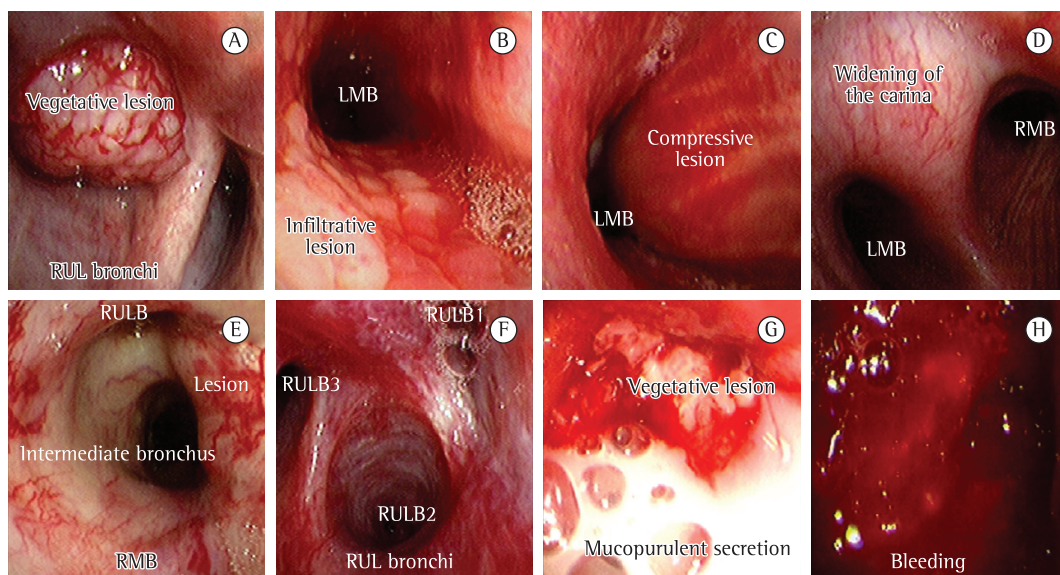 A
Vegetative lesion
RUL bronchi
B
LMB
Infiltrative
lesion
C
Compressive
lesion
LMB
D
Widening of
the carina
RMB
LMB
E
RULB
Lesion
Intermediate bronchus
RMB
F
RULB1
RULB3
RULB2
RUL bronchi
G
Vegetative lesion
Mucopurulent secretion
H
Bleeding